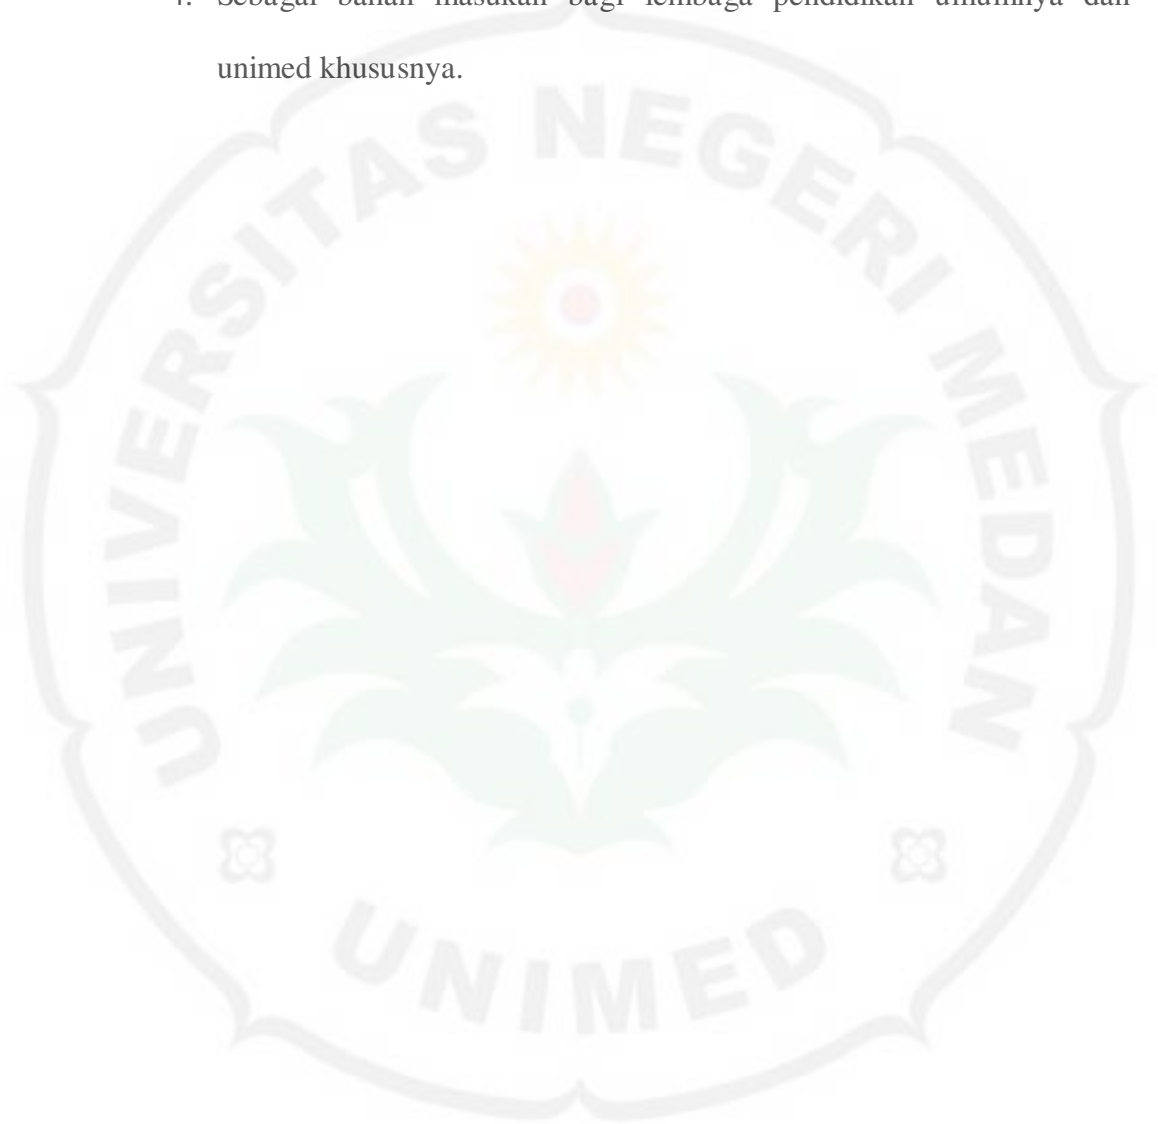 4. Sebagai bahan masukan bagi lembaga pendidikan umumnya dan
unimed khususnya.
UNIVERSITAS NEGERI MEDAN
UNIMED